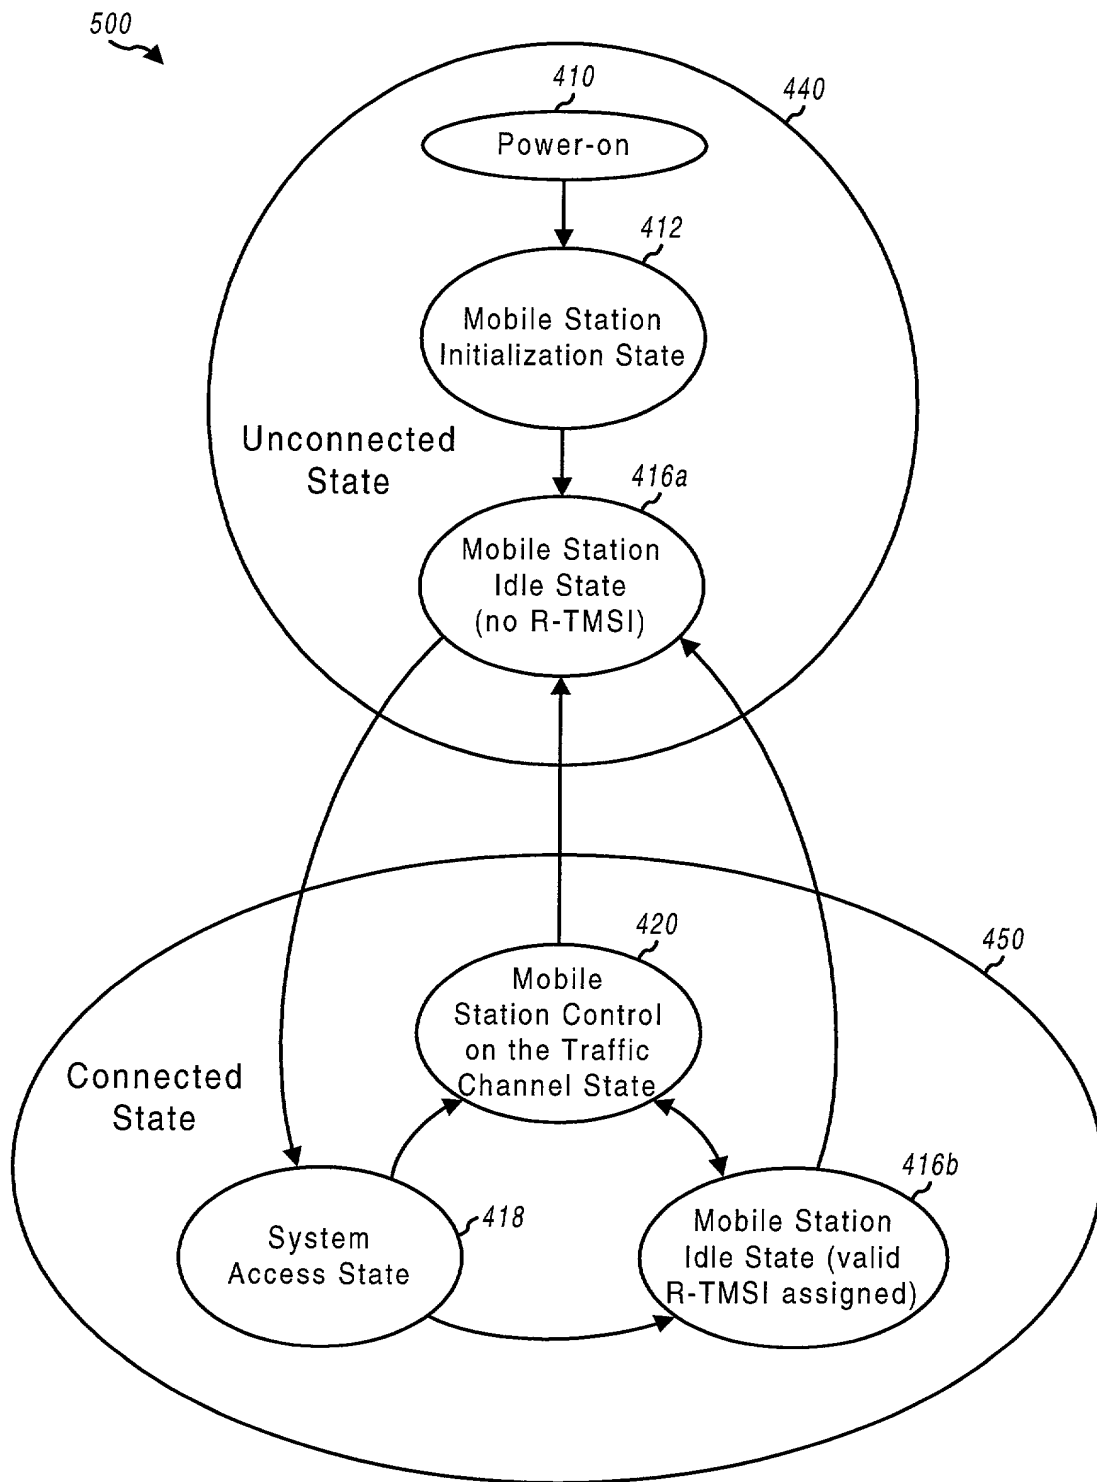 500
410
440
Power-on
412
Mobile Station
Initialization State
Unconnected
State
416a
Mobile Station
Idle State
(no R-TMSI)
420
450
Mobile
Station Control
on the Traffic
Channel State
Connected
State
416b
418
System
Access State
Mobile Station
Idle State (valid
R-TMSI assigned)